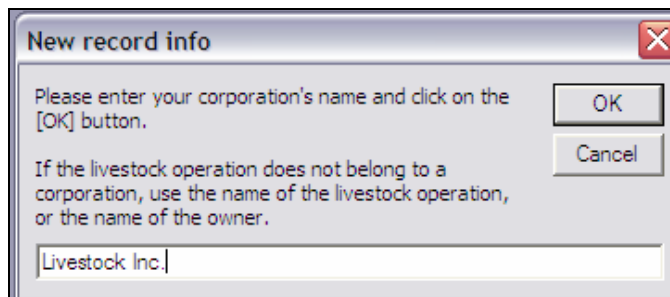 New record info
Please enter your corporation's name and click on the
[OK] button.
OK
Cancel
If the livestock operation does not belong to a
corporation, use the name of the livestock operation,
or the name of the owner.
Livestock Inc.